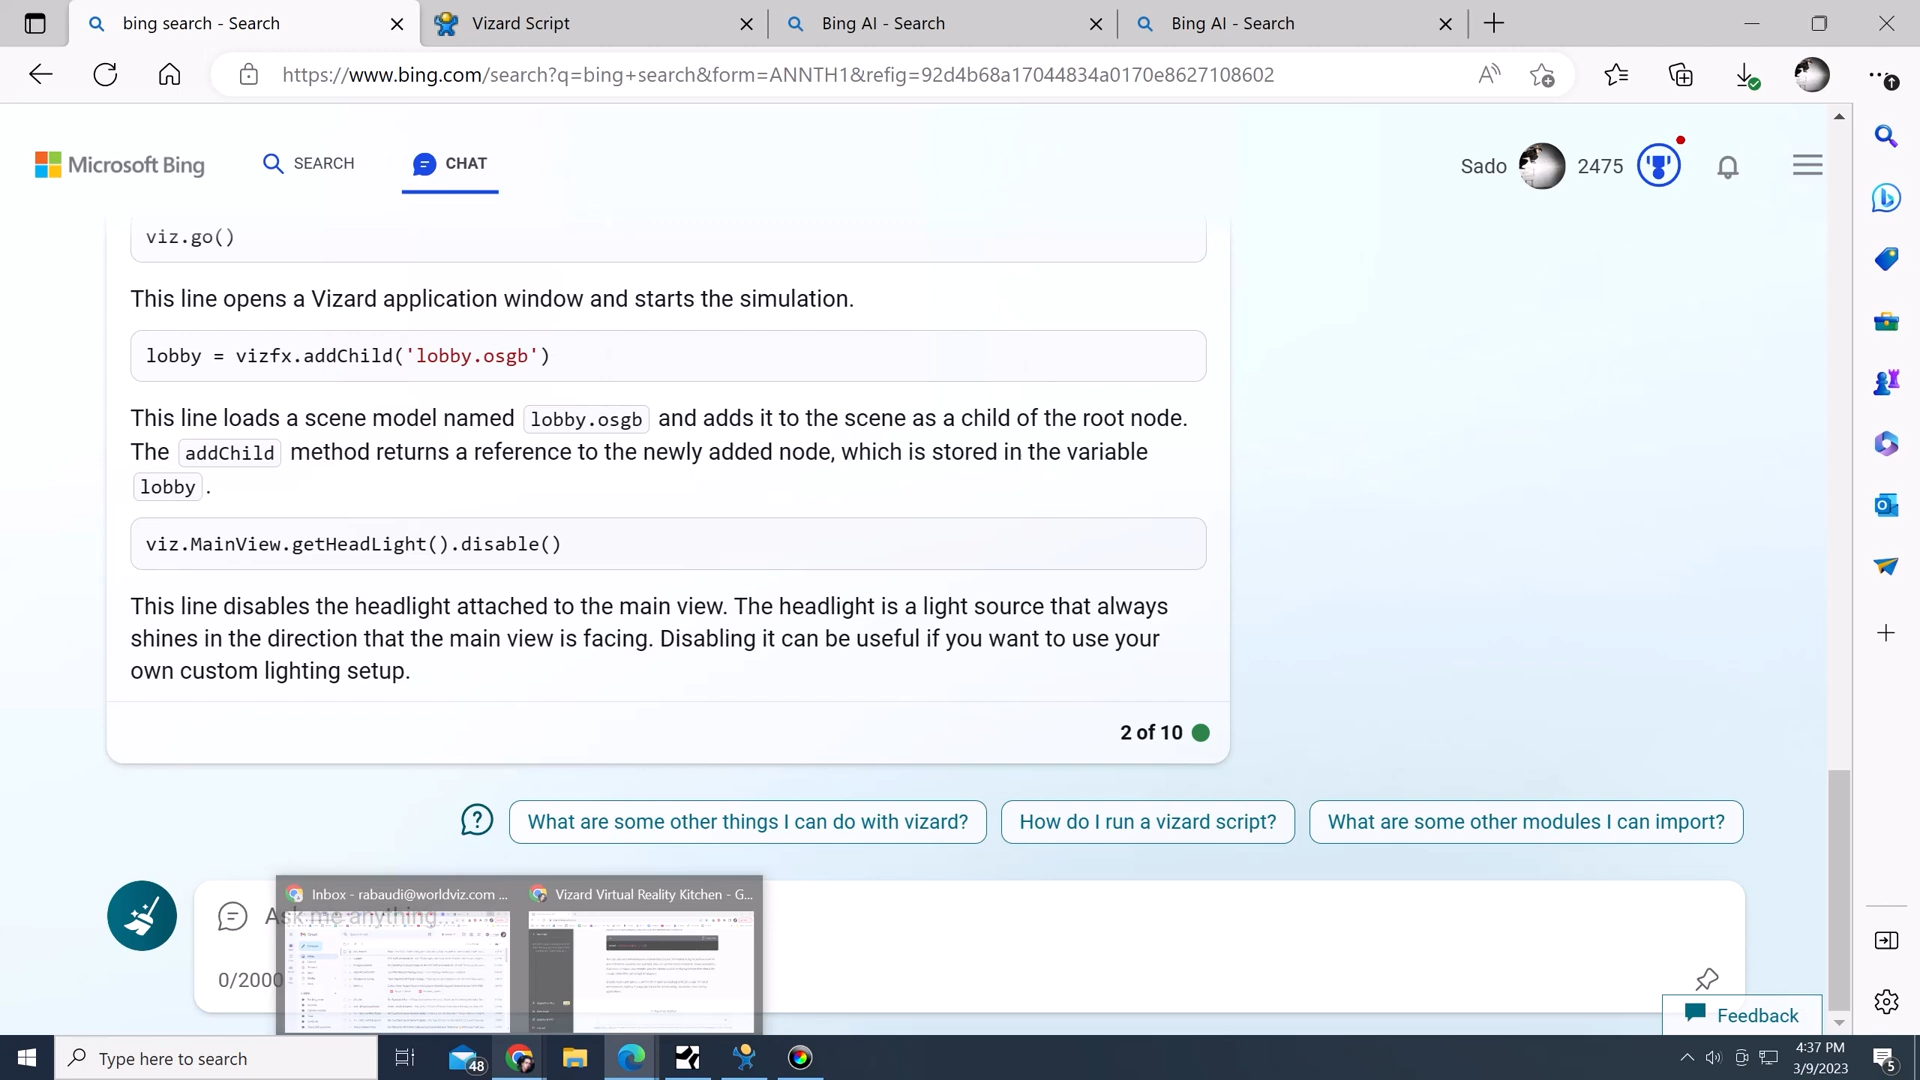 bing search - Search
Vizard Script
Bing AI - Search
Bing AI - Search
https://www.bing.com/search?q=bing+search&form=ANNTH1&refig=92d4b68a17044834a0170e8627108602
Microsoft Bing
SEARCH
CHAT
Sado
2475
viz.go()
This line opens a Vizard application window and starts the simulation.
lobby = vizfx.addChild('lobby.osgb')
This line loads a scene model named lobby.osgb and adds it to the scene as a child of the root node.
The addChild method returns a reference to the newly added node, which is stored in the variable
lobby .
viz.MainView.getHeadLight().disable()
This line disables the headlight attached to the main view. The headlight is a light source that always
shines in the direction that the main view is facing. Disabling it can be useful if you want to use your
own custom lighting setup.
2 of 10
What are some other things I can do with vizard?
How do I run a vizard script?
What are some other modules I can import?
Inbox - rabaudi@worldviz.com ...
Vizard Virtual Reality Kitchen - G...
Ask me anything...
0/2000
Feedback
Type here to search
48
4:37 PM
3/9/2023
5